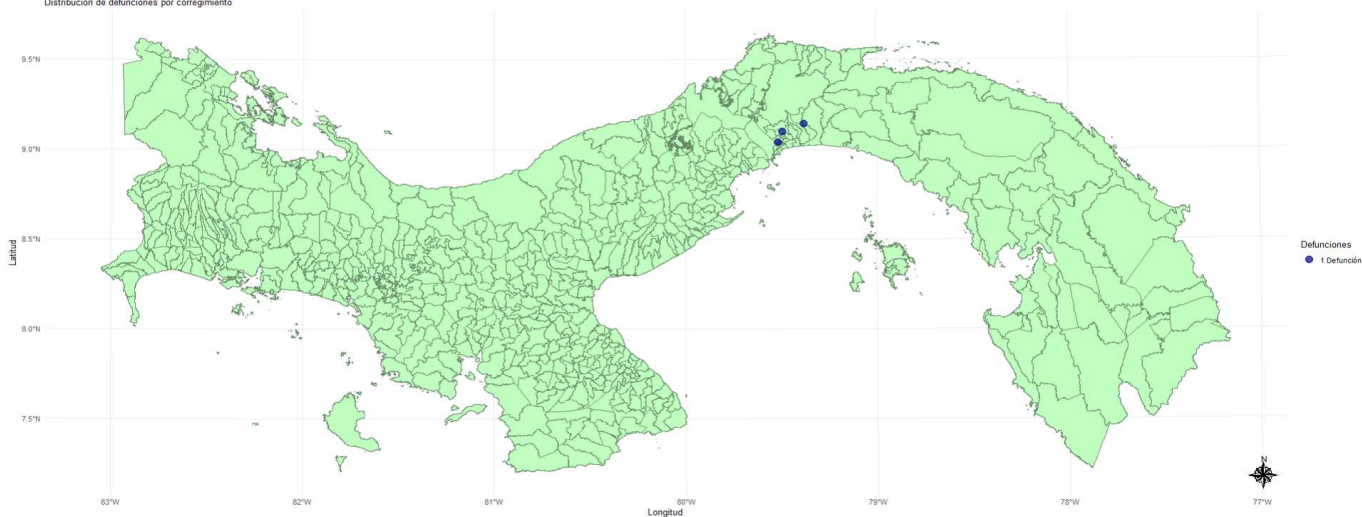 Distribución de defunciones por corregimiento
9.5°N
9.0°N
8.5°N
8.0°N
7.5°N
Latitud
83°W
82°W
81°W
80°W
79°W
78°W
77°W
Longitud
Defunciones
1 Defunción
N